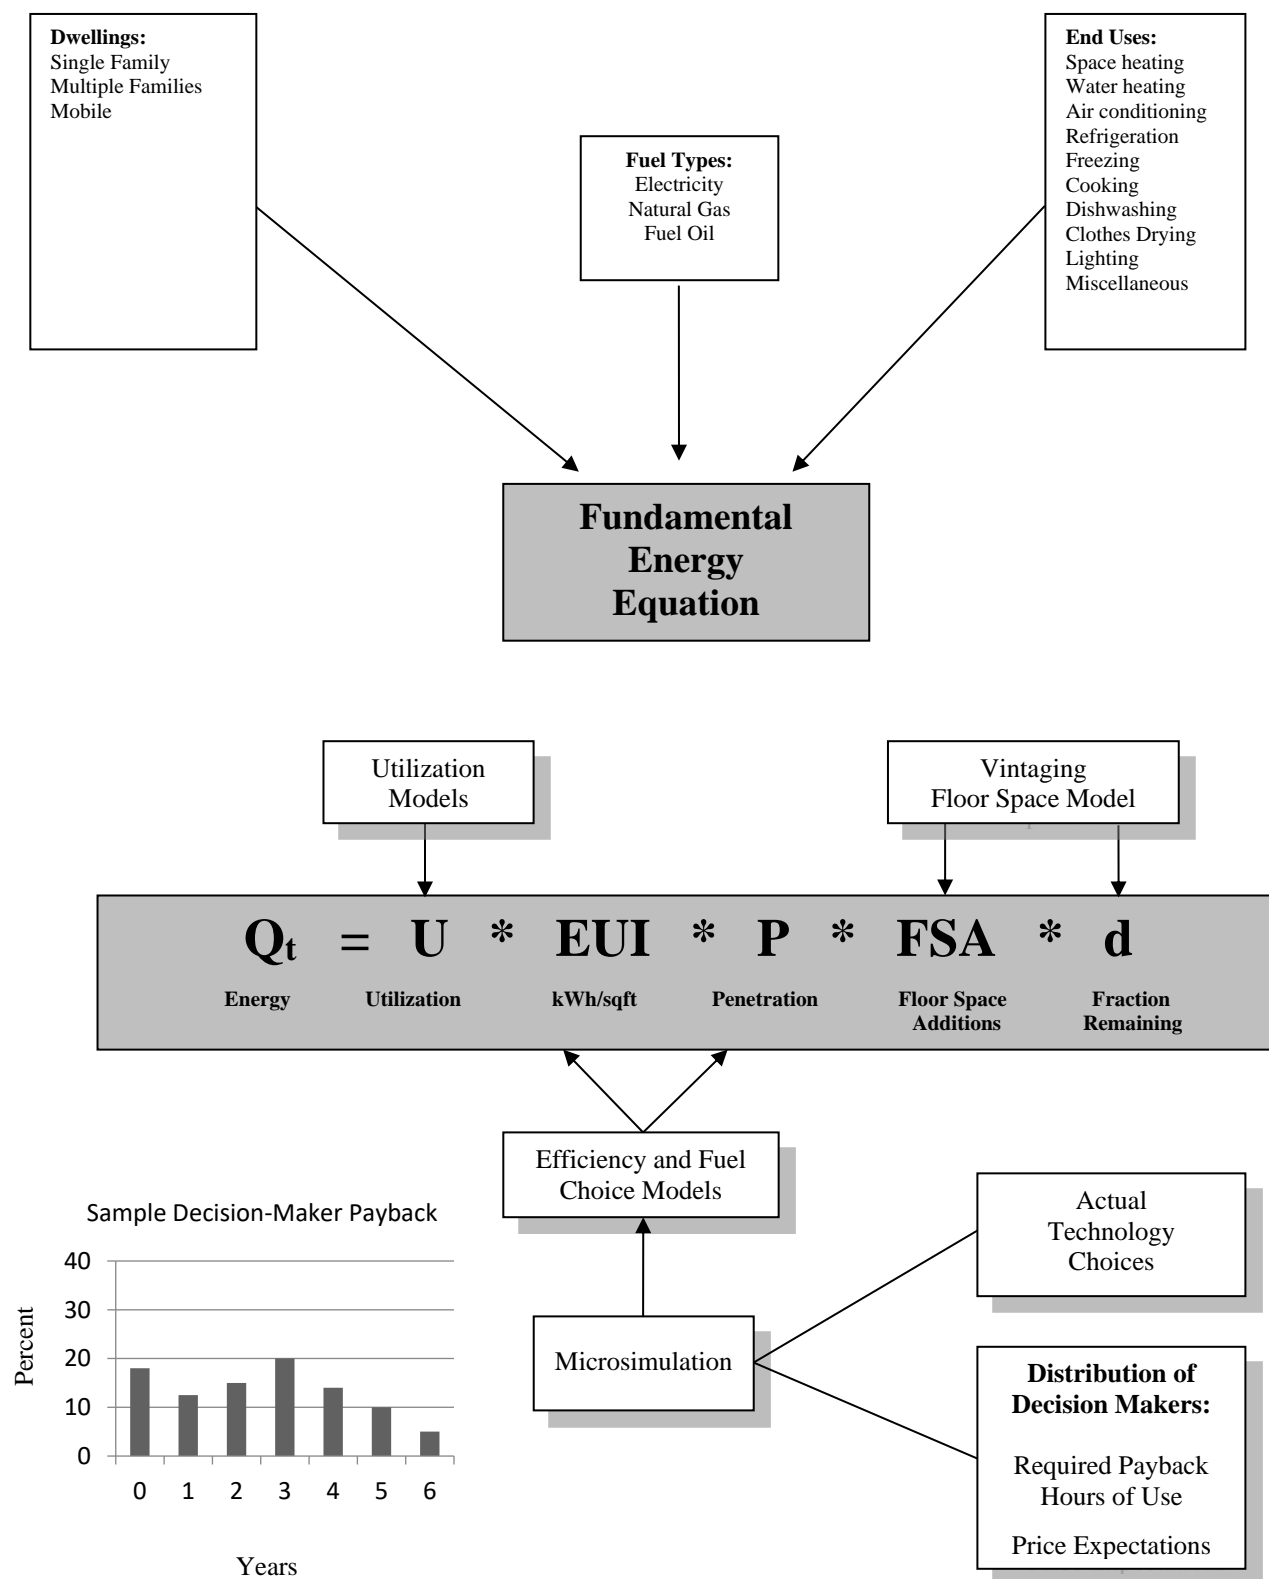 Dwellings:
Single Family
Multiple Families
Mobile
Fuel Types:
Electricity
Natural Gas
Fuel Oil
End Uses:
Space heating
Water heating
Air conditioning
Refrigeration
Freezing
Cooking
Dishwashing
Clothes Drying
Lighting
Miscellaneous
Fundamental
Energy
Equation
Utilization
Models
Vintaging
Floor Space Model
Qt = U * EUI * P * FSA * d
Energy Utilization kWh/sqft Penetration Floor Space Fraction
Additions Remaining
Efficiency and Fuel
Choice Models
Sample Decision-Maker Payback
40
30
20
10
0
Percent
0 1 2 3 4 5 6
Years
Microsimulation
Actual
Technology
Choices
Distribution of
Decision Makers:
Required Payback
Hours of Use
Price Expectations